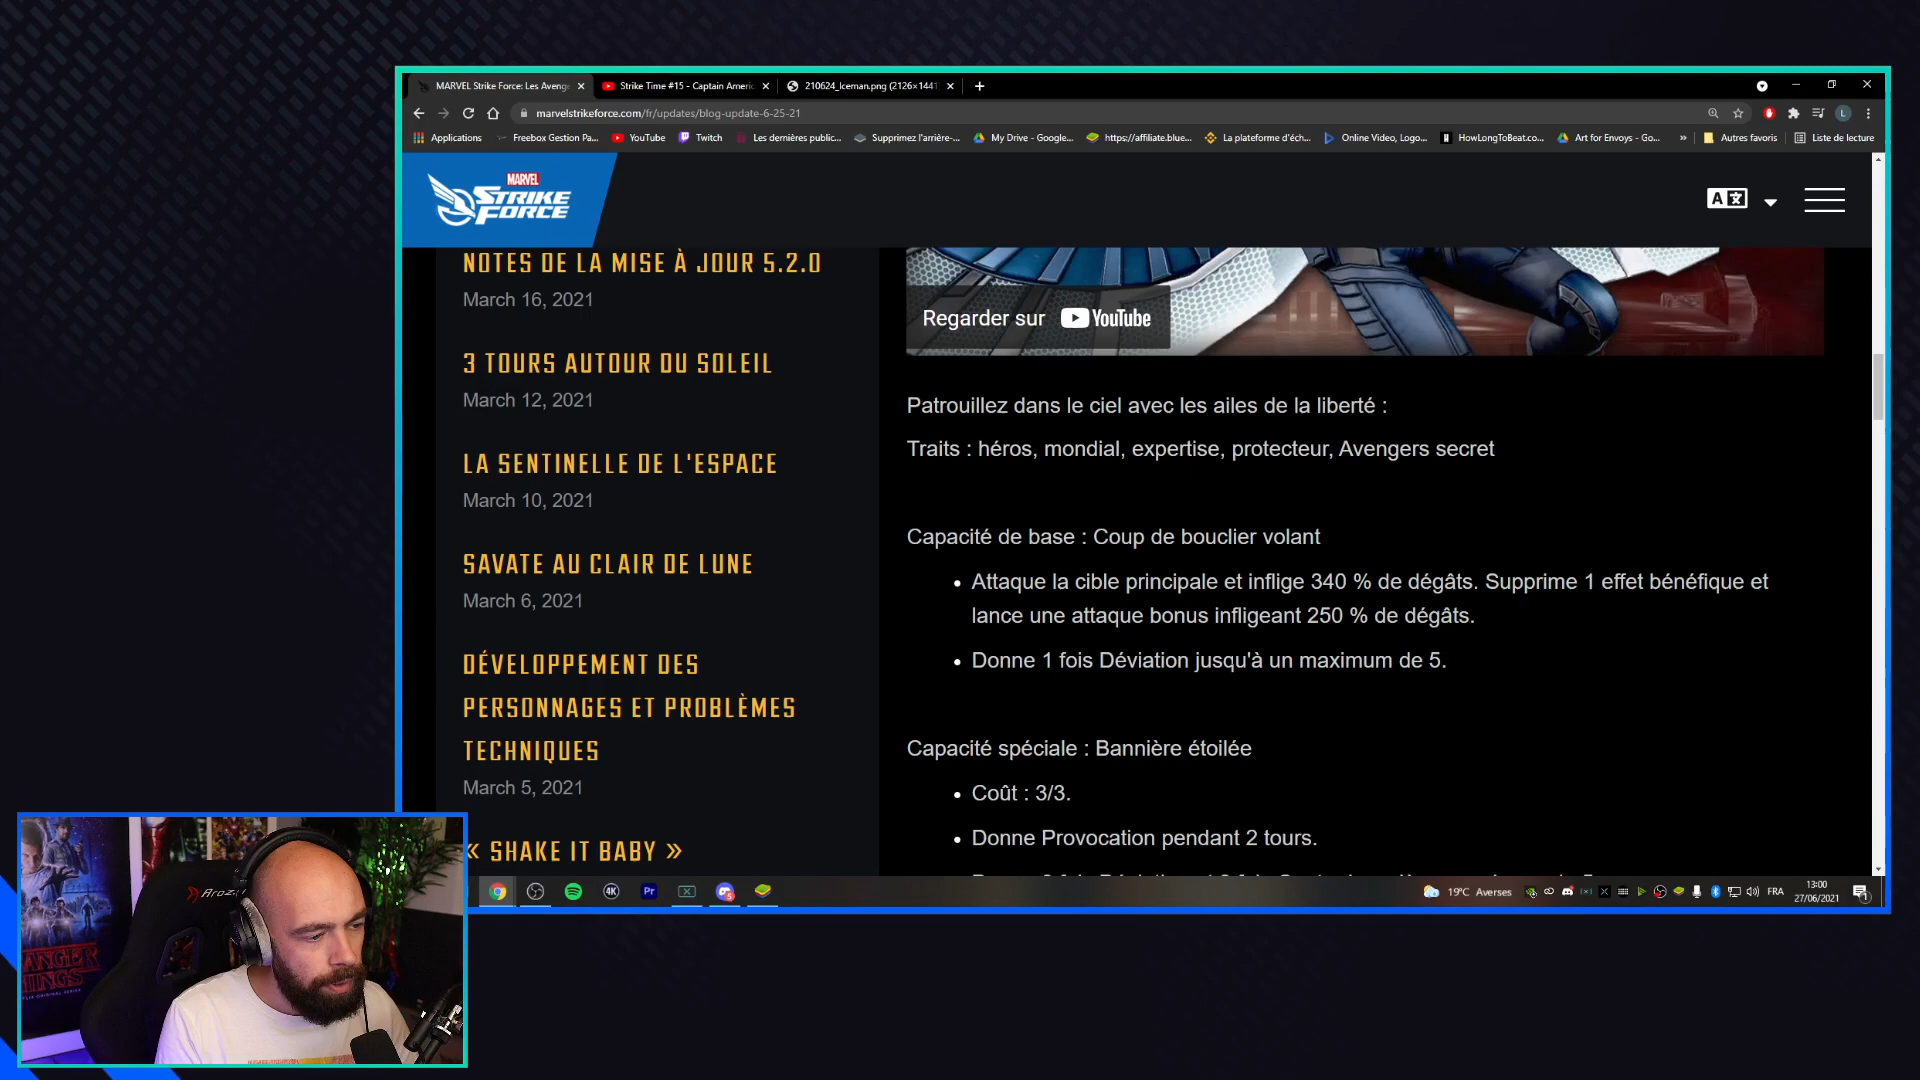 MARVEL Strike Force: Les Avenge
Strike Time #15 - Captain Americ
210624_Iceman.png (2126×1441)
marvelstrikeforce.com/fr/updates/blog-update-6-25-21
Applications
Freebox Gestion Pa...
YouTube
Twitch
Les dernières public...
Supprimez l'arrière-...
My Drive - Google...
https://affiliate.blue...
La plateforme d'éch...
Online Video, Logo...
HowLongToBeat.co...
Art for Envoys - Go...
»
Autres favoris
Liste de lecture
MARVEL
STRIKE
FORCE
NOTES DE LA MISE À JOUR 5.2.0
March 16, 2021
3 TOURS AUTOUR DU SOLEIL
March 12, 2021
LA SENTINELLE DE L'ESPACE
March 10, 2021
SAVATE AU CLAIR DE LUNE
March 6, 2021
DÉVELOPPEMENT DES
PERSONNAGES ET PROBLÈMES
TECHNIQUES
March 5, 2021
« SHAKE IT BABY »
Regarder sur YouTube
Patrouillez dans le ciel avec les ailes de la liberté :
Traits : héros, mondial, expertise, protecteur, Avengers secret
Capacité de base : Coup de bouclier volant
• Attaque la cible principale et inflige 340 % de dégâts. Supprime 1 effet bénéfique et
lance une attaque bonus infligeant 250 % de dégâts.
• Donne 1 fois Déviation jusqu'à un maximum de 5.
Capacité spéciale : Bannière étoilée
• Coût : 3/3.
• Donne Provocation pendant 2 tours.
4K
Pr
19°C Averses
FRA
13:00
27/06/2021
Aroz
ANGER
HINGS